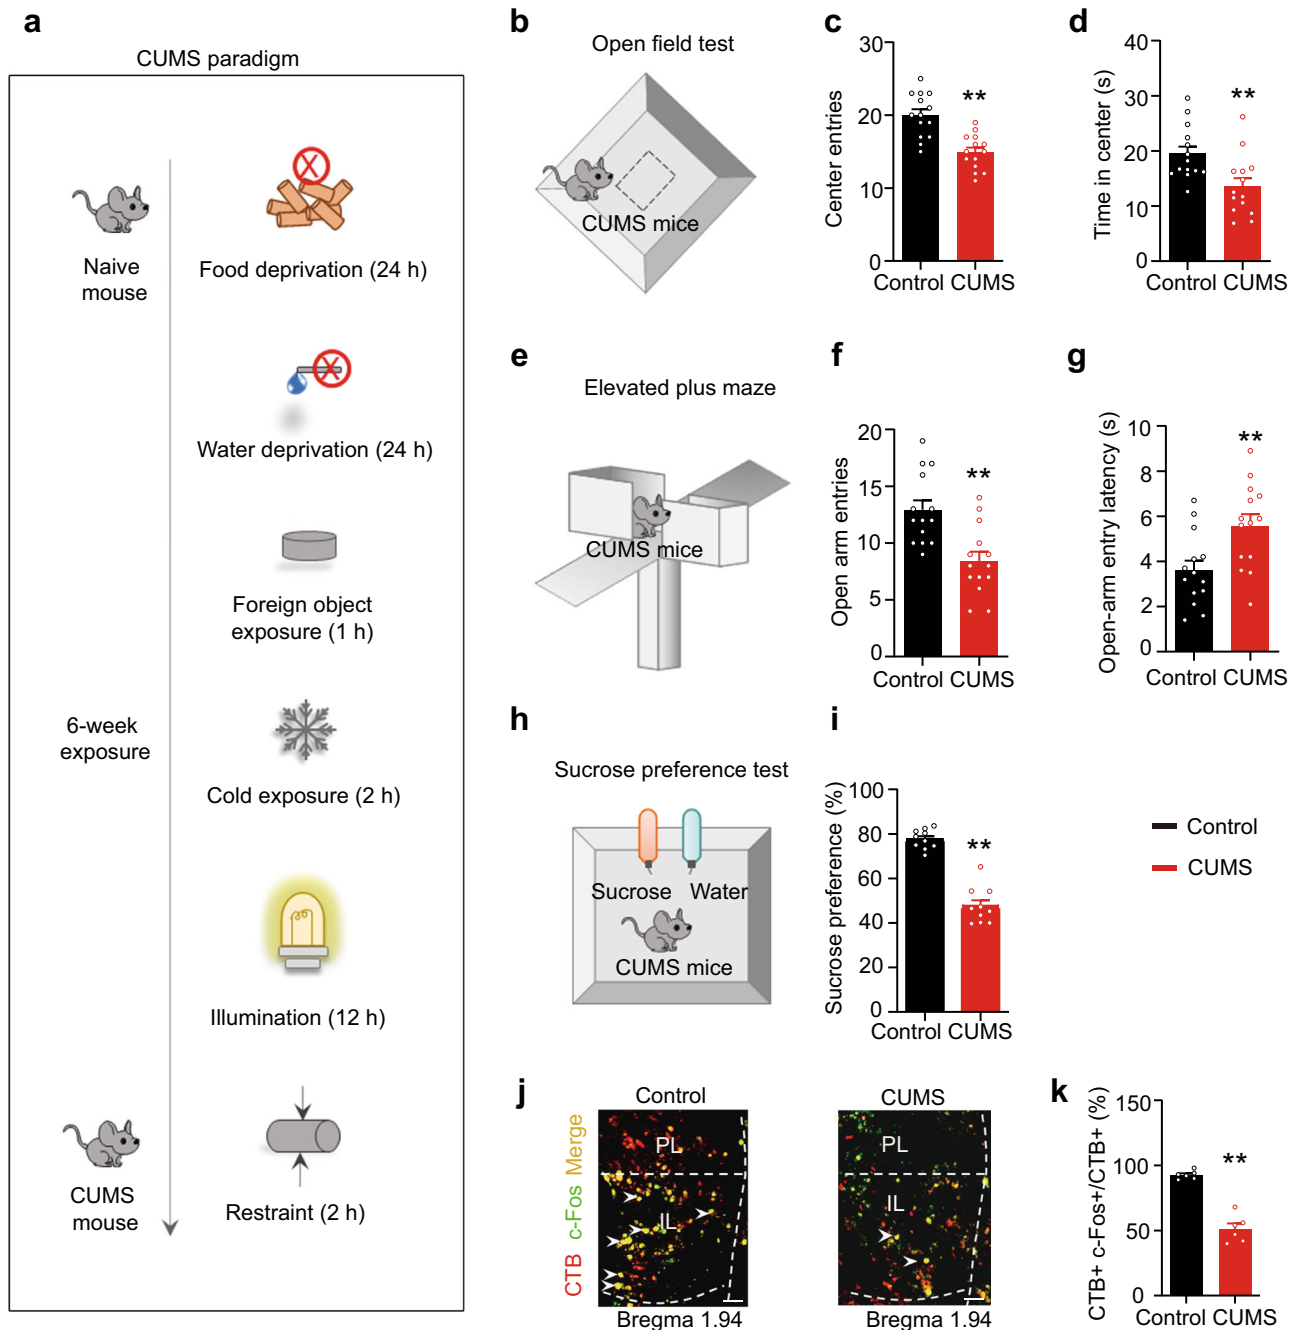 a
CUMS paradigm
Naive
mouse
6-week
exposure
CUMS
mouse
Food deprivation (24 h)
Water deprivation (24 h)
Foreign object
exposure (1 h)
Cold exposure (2 h)
Illumination (12 h)
Restraint (2 h)
b
Open field test
CUMS mice
c
Center entries
30
20
10
0
**
Control CUMS
d
Time in center (s)
40
30
20
10
0
**
Control CUMS
e
Elevated plus maze
CUMS mice
f
Open arm entries
20
15
10
5
0
**
Control CUMS
g
Open-arm entry latency (s)
10
8
6
4
2
0
**
Control CUMS
h
Sucrose preference test
Sucrose Water
CUMS mice
i
Sucrose preference (%)
100
80
60
40
20
0
**
Control CUMS
Control
CUMS
j
CTB c-Fos Merge
Control
PL
IL
Bregma 1.94
CUMS
PL
IL
Bregma 1.94
k
CTB+ c-Fos+/CTB+ (%)
150
100
50
0
**
Control CUMS